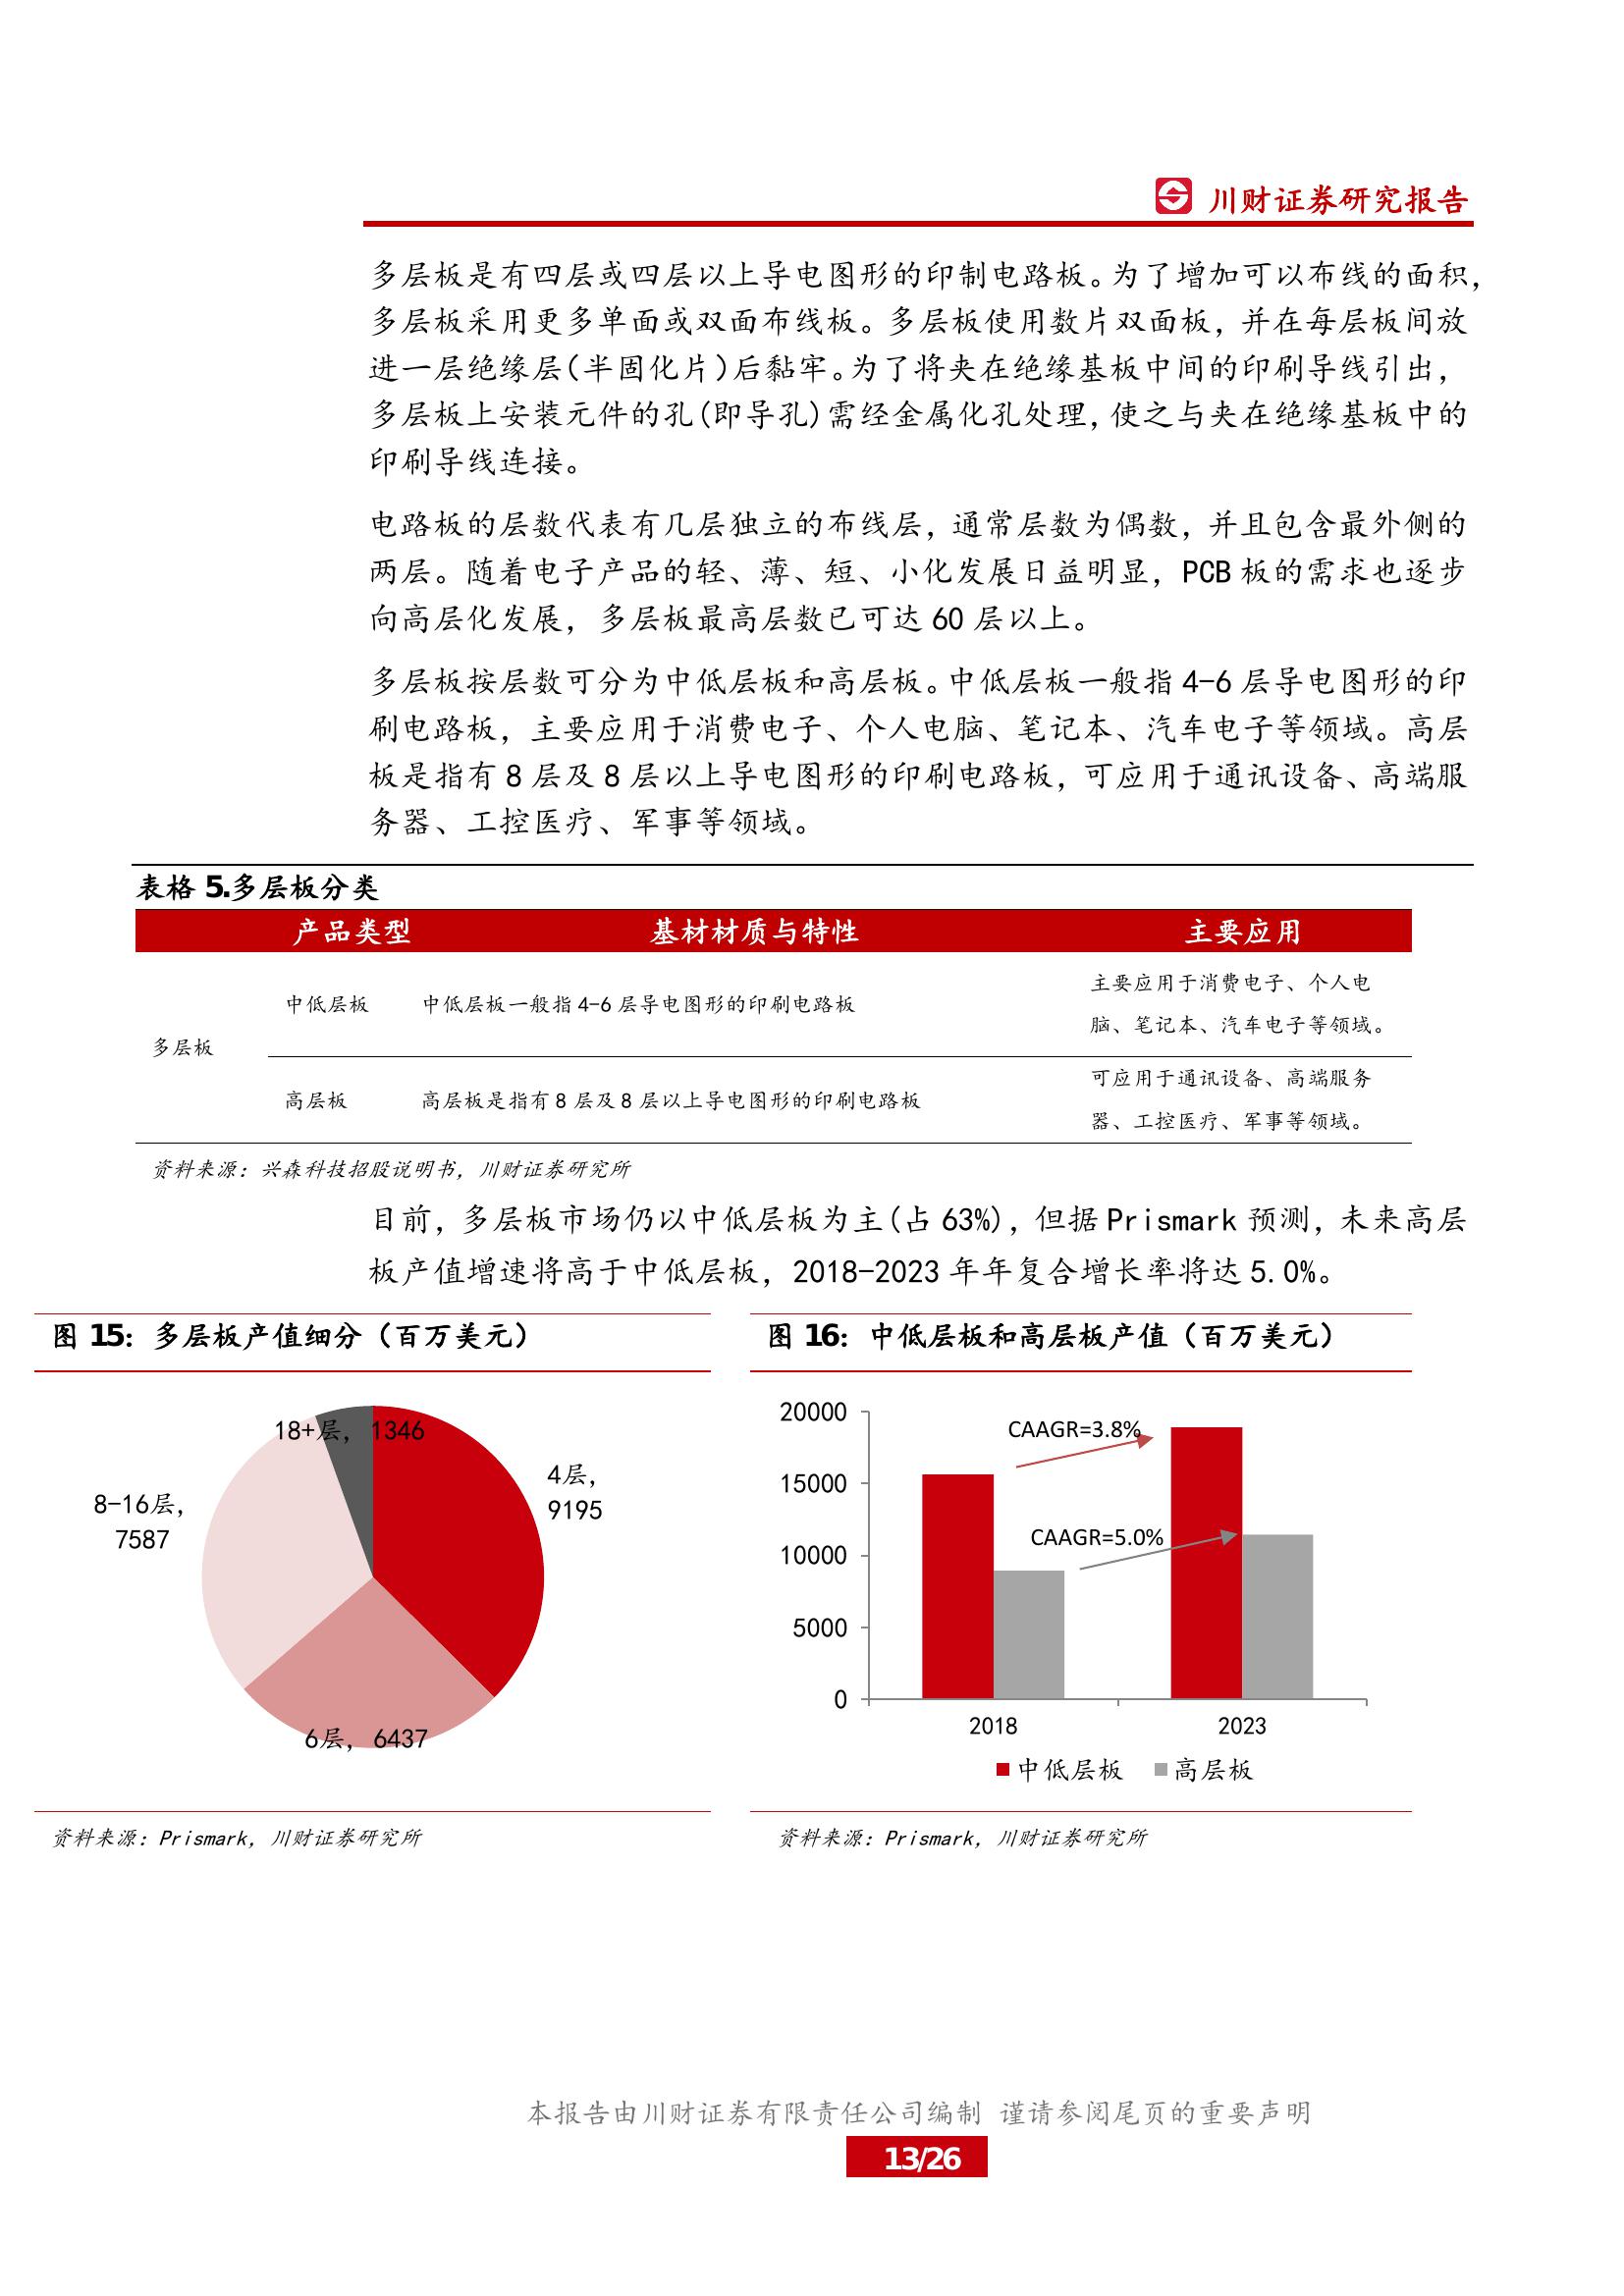 川财证券研究报告
多层板是有四层或四层以上导电图形的印制电路板。为了增加可以布线的面积,
多层板采用更多单面或双面布线板。多层板使用数片双面板，并在每层板间放
进一层绝缘层(半固化片)后黏牢。为了将夹在绝缘基板中间的印刷导线引出，
多层板上安装元件的孔(即导孔)需经金属化孔处理，使之与夹在绝缘基板中的
印刷导线连接。
电路板的层数代表有几层独立的布线层，通常层数为偶数，并且包含最外侧的
两层。随着电子产品的轻、薄、短、小化发展日益明显，PCB 板的需求也逐步
向高层化发展，多层板最高层数已可达 60 层以上。
多层板按层数可分为中低层板和高层板。中低层板一般指 4-6 层导电图形的印
刷电路板，主要应用于消费电子、个人电脑、笔记本、汽车电子等领域。高层
板是指有 8 层及 8 层以上导电图形的印刷电路板，可应用于通讯设备、高端服
务器、工控医疗、军事等领域。
表格 5.多层板分类
产品类型 基材材质与特性 主要应用
多层板
中低层板 中低层板一般指 4-6 层导电图形的印刷电路板
主要应用于消费电子、个人电
脑、笔记本、汽车电子等领域。
高层板 高层板是指有 8 层及 8 层以上导电图形的印刷电路板
可应用于通讯设备、高端服务
器、工控医疗、军事等领域。
资料来源：兴森科技招股说明书，川财证券研究所
目前，多层板市场仍以中低层板为主(占 63%)，但据 Prismark 预测，未来高层
板产值增速将高于中低层板，2018-2023 年年复合增长率将达 5.0%。
图 15：多层板产值细分（百万美元）
18+层，1346
4层，
9195
8-16层，
7587
6层，6437
资料来源：Prismark，川财证券研究所
图 16：中低层板和高层板产值（百万美元）
20000
15000
10000
5000
0
CAAGR=3.8%
CAAGR=5.0%
2018 2023
中低层板 高层板
资料来源：Prismark，川财证券研究所
本报告由川财证券有限责任公司编制 谨请参阅尾页的重要声明
13/26